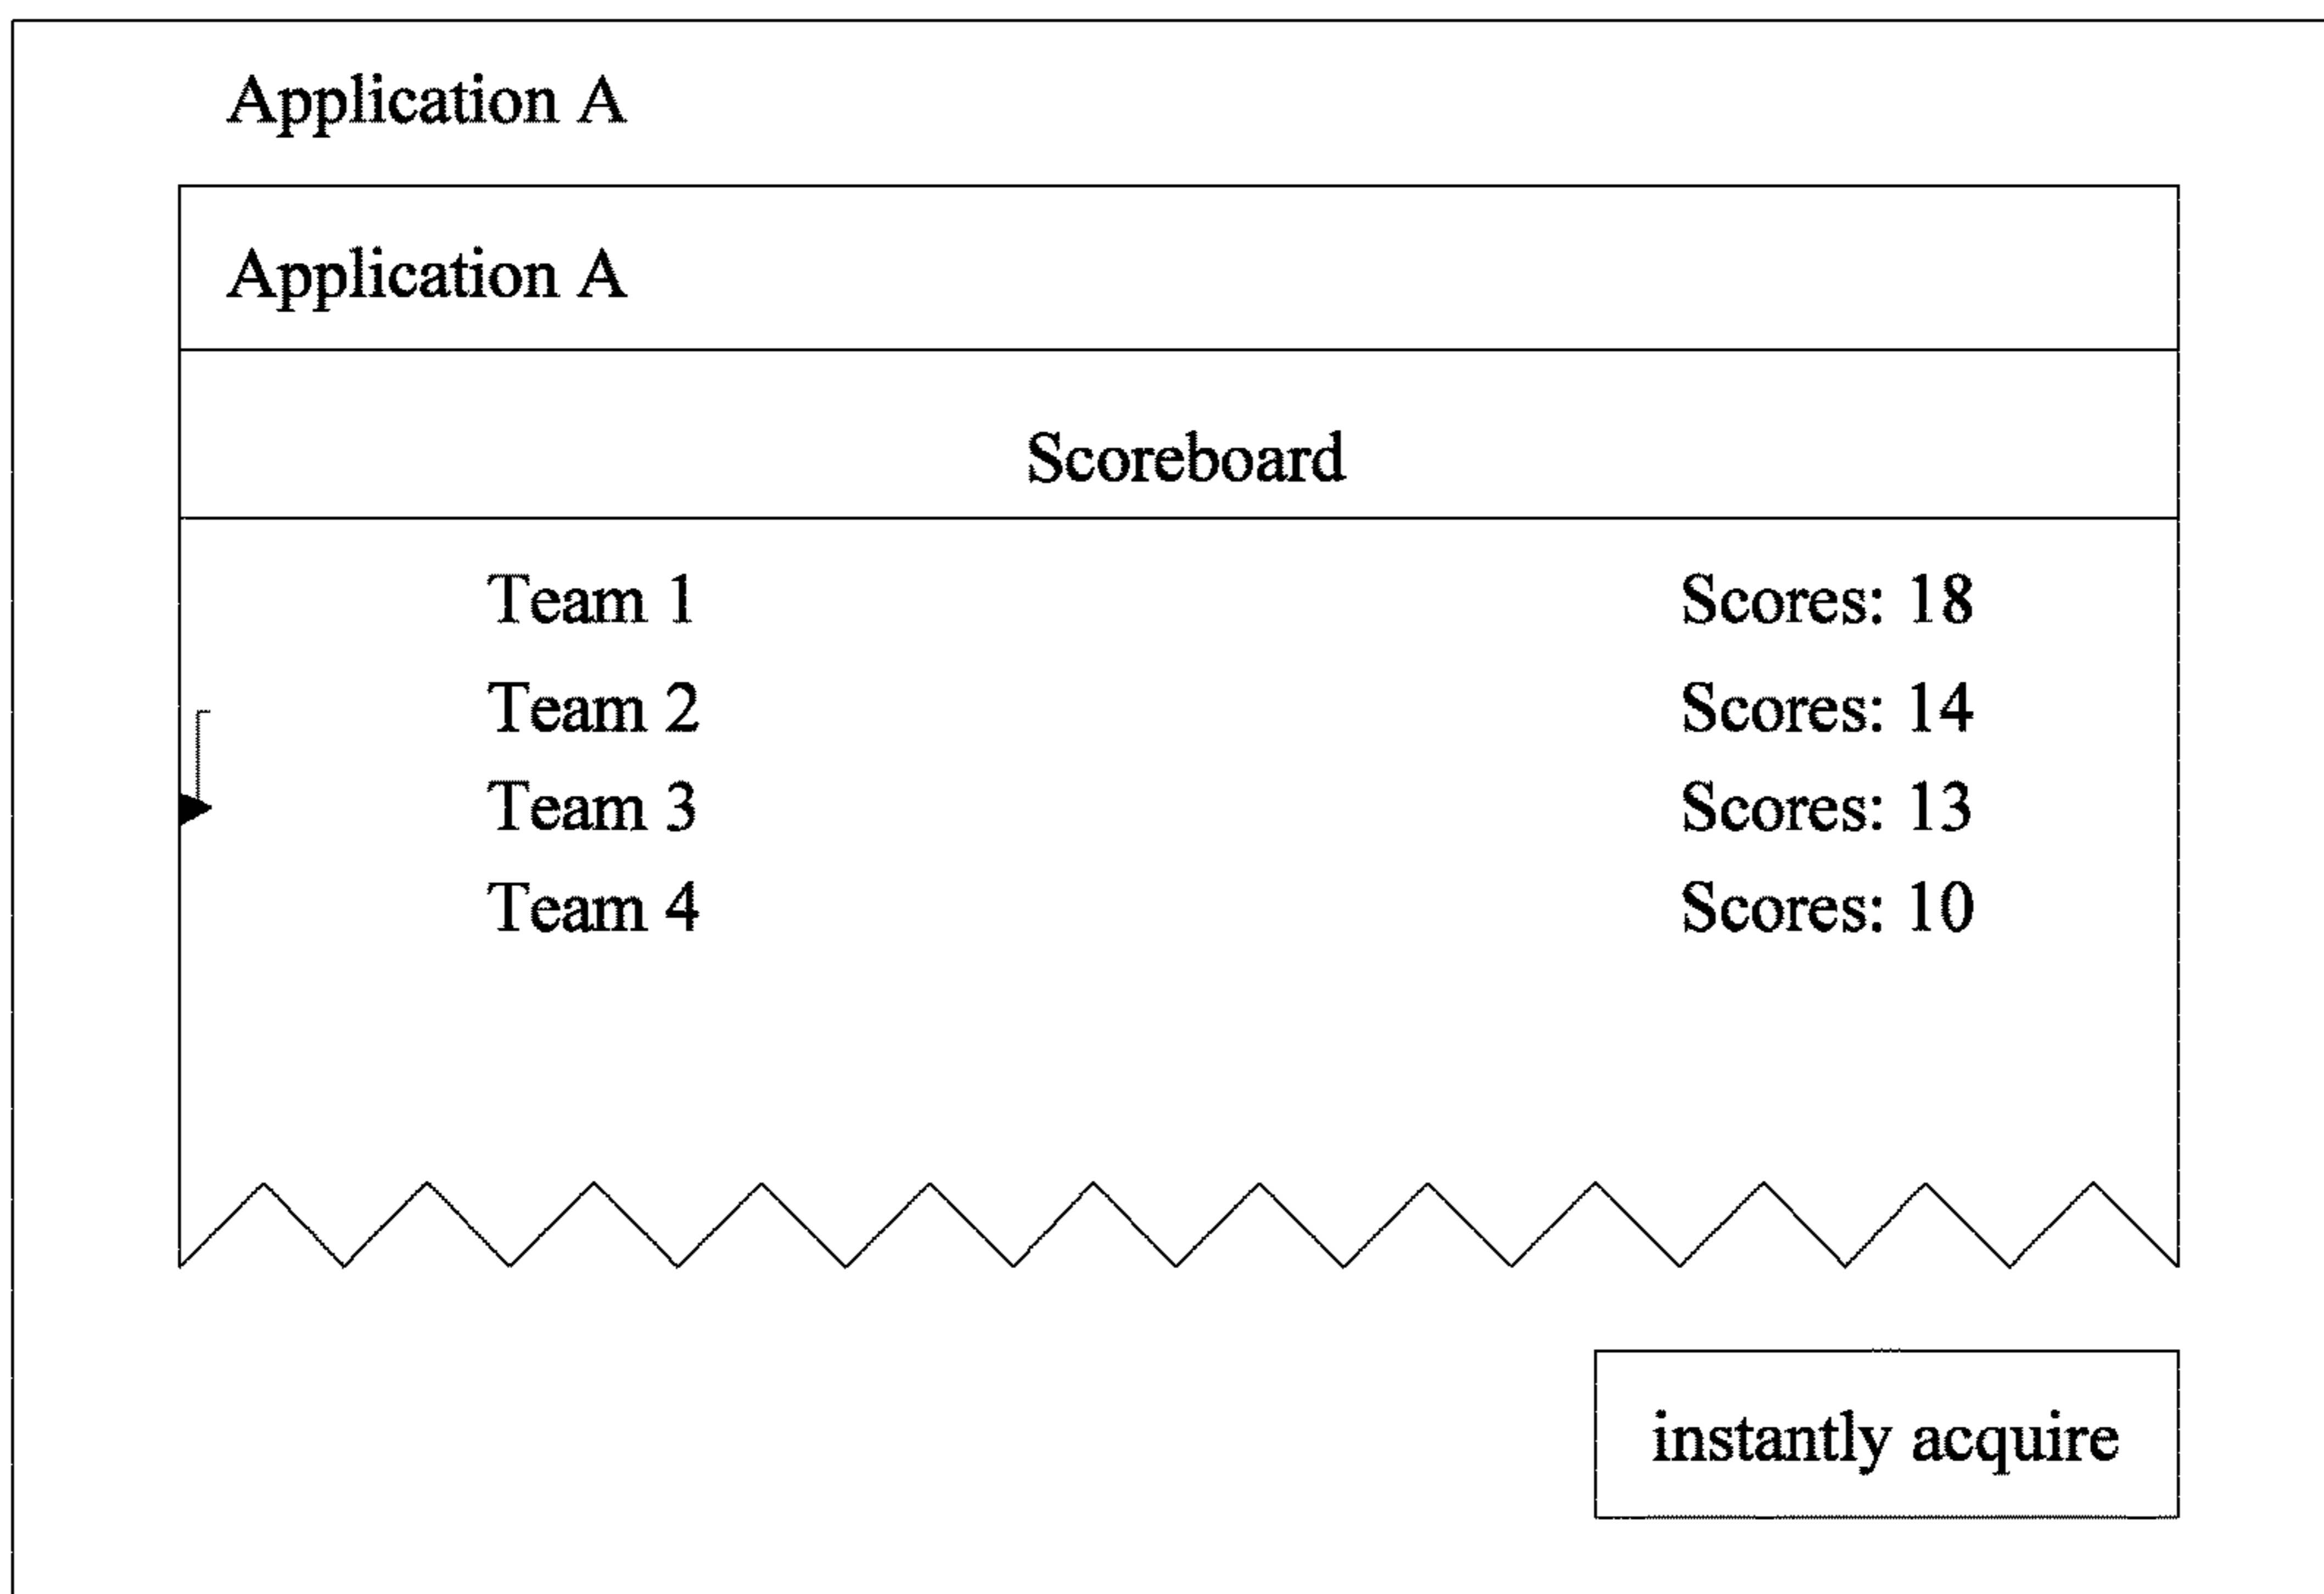 Application A
Application A
Scoreboard
Team 1 Scores: 18
Team 2 Scores: 14
Team 3 Scores: 13
Team 4 Scores: 10
instantly acquire